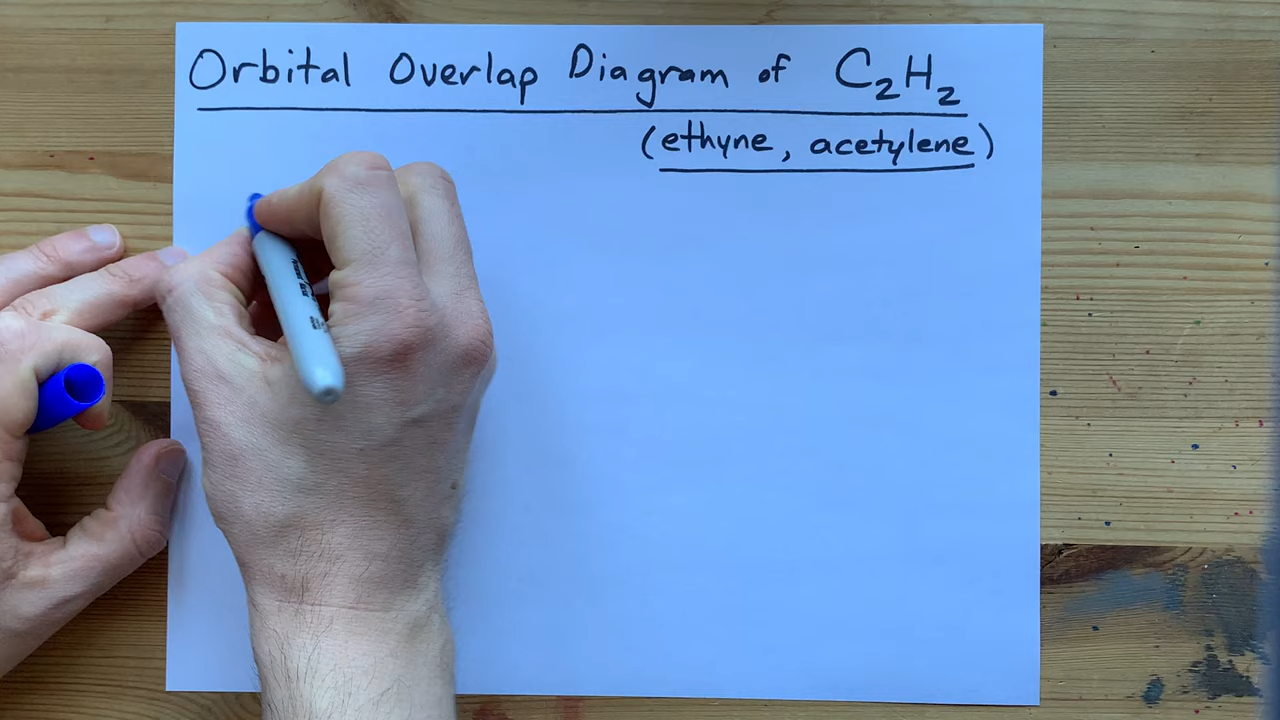 Orbital Overlap Diagram of C₂H₂
(ethyne, acetylene)